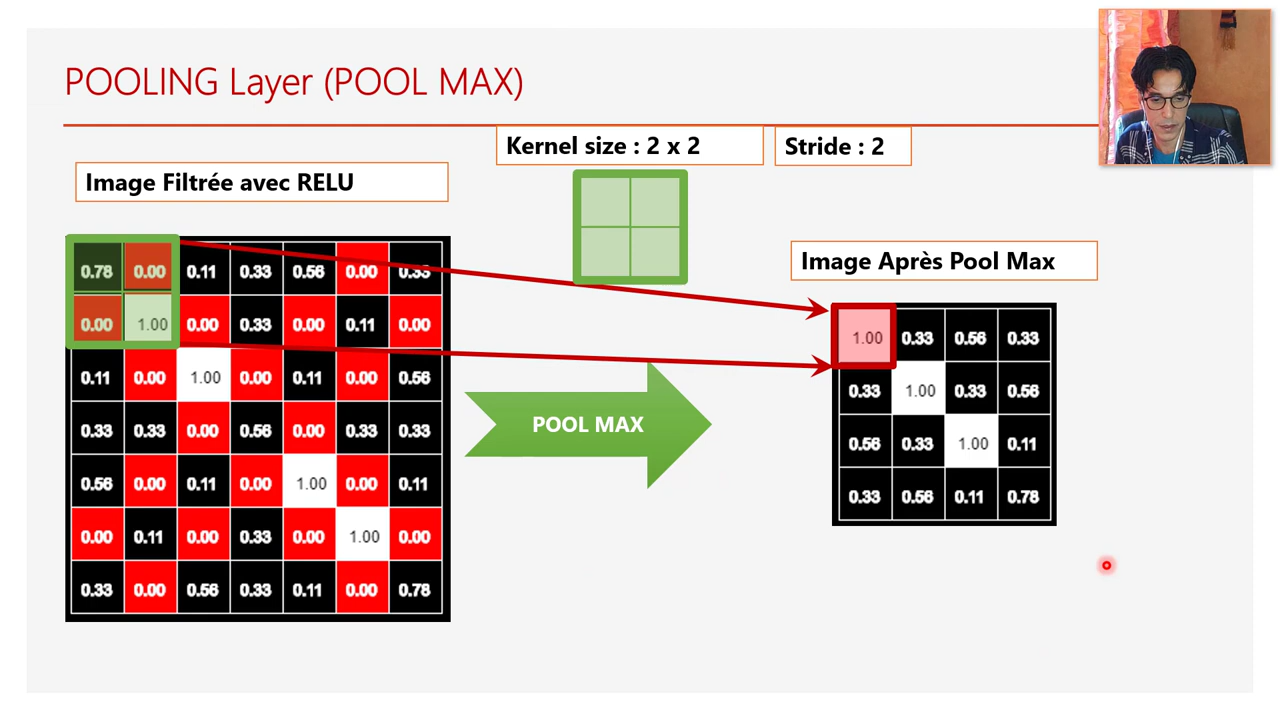 POOLING Layer (POOL MAX)
Kernel size : 2 x 2
Stride : 2
Image Filtrée avec RELU
Image Après Pool Max
0.78 0.00 0.11 0.33 0.56 0.00 0.33
0.00 1.00 0.00 0.33 0.00 0.11 0.00
0.11 0.00 1.00 0.00 0.11 0.00 0.56
0.33 0.33 0.00 0.56 0.00 0.33 0.33
0.56 0.00 0.11 0.00 1.00 0.00 0.11
0.00 0.11 0.00 0.33 0.00 1.00 0.00
0.33 0.00 0.56 0.33 0.11 0.00 0.78
POOL MAX
1.00 0.33 0.56 0.33
0.33 1.00 0.33 0.56
0.56 0.33 1.00 0.11
0.33 0.56 0.11 0.78